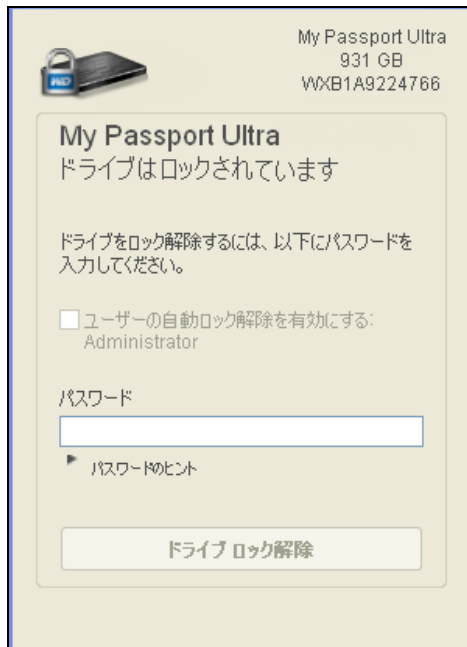 My Passport Ultra
931 GB
WXB1A9224766
WD
My Passport Ultra
ドライブはロックされています
ドライブをロック解除するには、以下にパスワードを
入力してください。
ユーザーの自動ロック解除を有効にする:
Administrator
パスワード
パスワードのヒント
ドライブ ロック解除